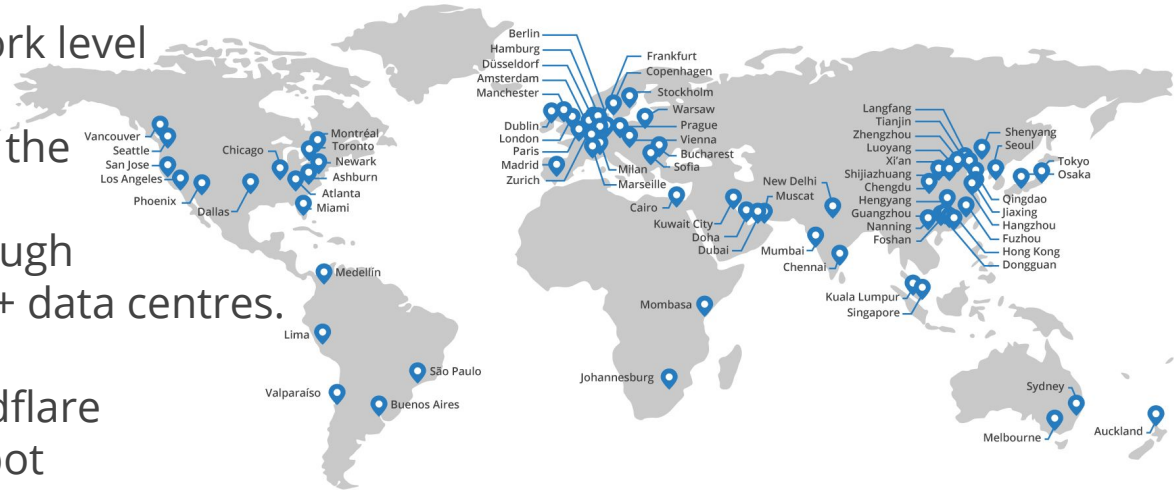 ork level
the
ugh
+ data centres.
dflare
oot
Vancouver
Seattle
San Jose
Los Angeles
Phoenix
Dallas
Chicago
Montréal
Toronto
Newark
Ashburn
Atlanta
Miami
Medellín
Lima
Valparaíso
São Paulo
Buenos Aires
Berlin
Hamburg
Düsseldorf
Amsterdam
Manchester
Dublin
London
Paris
Madrid
Zurich
Frankfurt
Copenhagen
Stockholm
Warsaw
Prague
Vienna
Bucharest
Sofia
Milan
Marseille
Cairo
Kuwait City
Doha
Dubai
New Delhi
Muscat
Mumbai
Chennai
Mombasa
Johannesburg
Langfang
Tianjin
Zhengzhou
Luoyang
Xi'an
Shijiazhuang
Chengdu
Hengyang
Guangzhou
Nanning
Foshan
Shenyang
Seoul
Tokyo
Osaka
Qingdao
Jiaxing
Hangzhou
Fuzhou
Hong Kong
Dongguan
Kuala Lumpur
Singapore
Sydney
Melbourne
Auckland